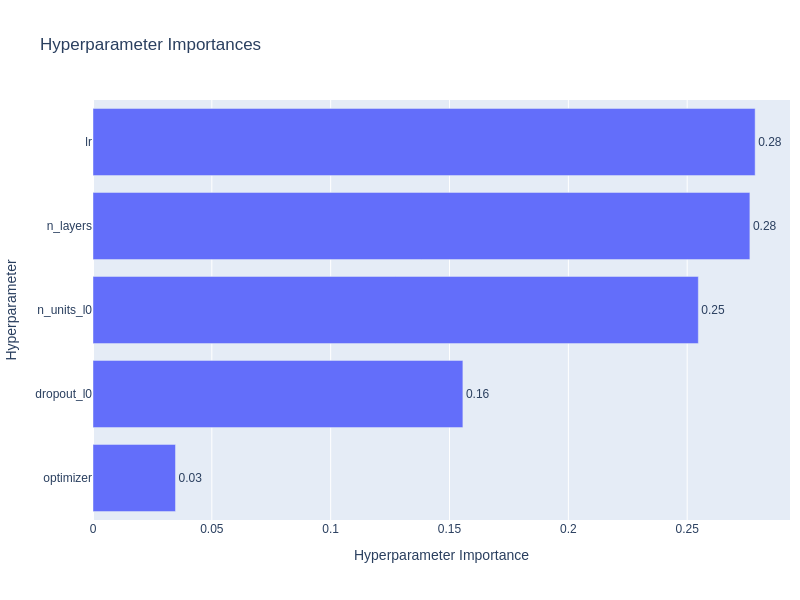 Hyperparameter Importances
lr
0.28
n_layers
0.28
n_units_l0
0.25
dropout_l0
0.16
optimizer
0.03
0
0.05
0.1
0.15
0.2
0.25
Hyperparameter Importance
Hyperparameter